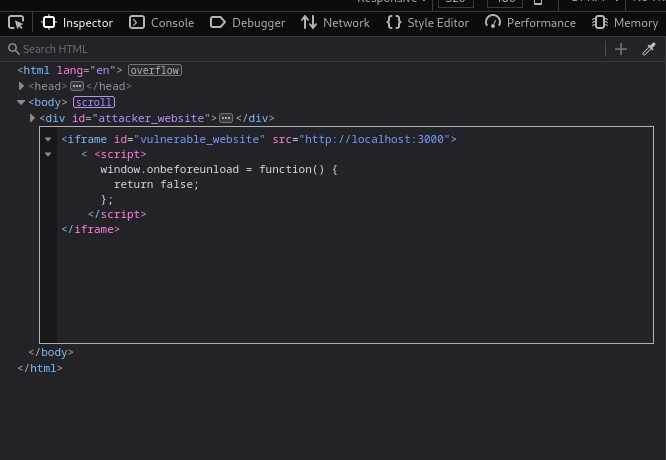 Inspector Console Debugger Network Style Editor Performance Memory
Search HTML
<html lang="en"> overflow
<head> </head>
<body> scroll
<div id="attacker_website"> </div>
<iframe id="vulnerable_website" src="http://localhost:3000">
< <script>
window.onbeforeunload = function() {
return false;
};
</script>
</iframe>
</body>
</html>